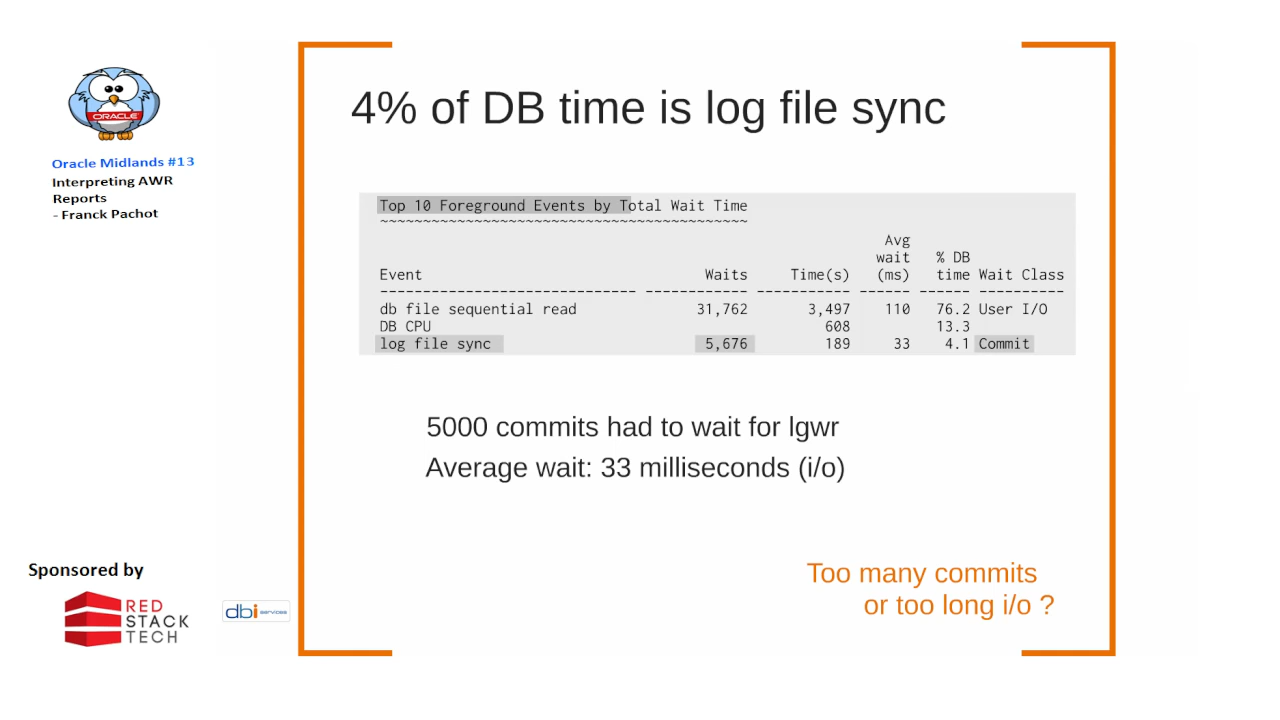 ORACLE
Oracle Midlands #13
Interpreting AWR
Reports
- Franck Pachot
4% of DB time is log file sync
Top 10 Foreground Events by Total Wait Time
~~~~~~~~~~~~~~~~~~~~~~~~~~~~~~~~~~~~~~~~~~~
Avg
wait % DB
Event Waits Time(s) (ms) time Wait Class
------------------------------ ------------ ----------- ------ ------ ----------
db file sequential read 31,762 3,497 110 76.2 User I/O
DB CPU 608 13.3
log file sync 5,676 189 33 4.1 Commit
5000 commits had to wait for lgwr
Average wait: 33 milliseconds (i/o)
Too many commits
or too long i/o ?
Sponsored by
RED
STACK
TECH
dbi services